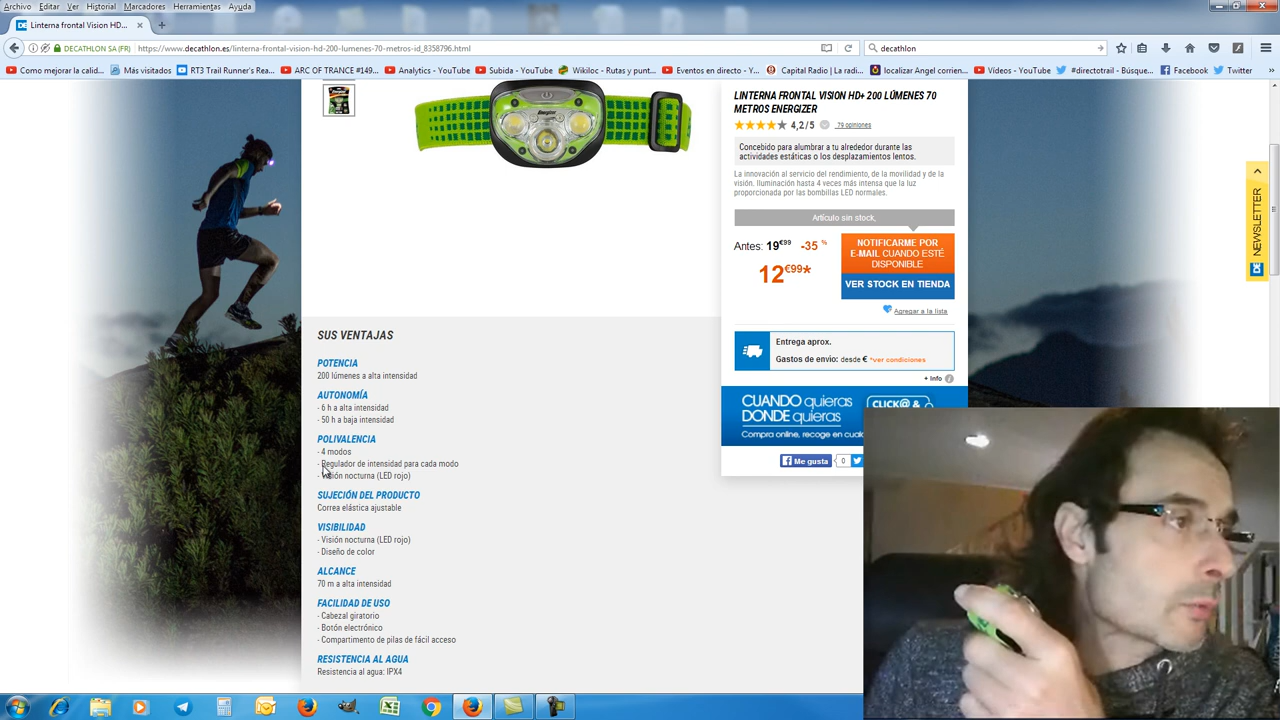 Archivo Editar Ver Historial Marcadores Herramientas Ayuda
Linterna frontal Vision HD...
DECATHLON SA (FR) https://www.decathlon.es/linterna-frontal-vision-hd-200-lumenes-70-metros-id_8358796.html decathlon
Como mejorar la calid... Más visitados RT3 Trail Runner's Rea... ARC OF TRANCE #149... Analytics - YouTube Subida - YouTube Wikiloc - Rutas y punt... Eventos en directo - Y... Capital Radio | La radi... localizar Angel corrien... Vídeos - YouTube #directotrail - Búsque... Facebook Twitter
LINTERNA FRONTAL VISION HD+ 200 LÚMENES 70
METROS ENERGIZER
4,2/5 79 opiniones
Concebido para alumbrar a tu alrededor durante las
actividades estáticas o los desplazamientos lentos.
La innovación al servicio del rendimiento, de la movilidad y de la
visión. Iluminación hasta 4 veces más intensa que la luz
proporcionada por las bombillas LED normales.
Artículo sin stock,
Antes: 19€99 -35 %
12€99*
NOTIFICARME POR
E-MAIL CUANDO ESTÉ
DISPONIBLE
VER STOCK EN TIENDA
Agregar a la lista
Entrega aprox.
Gastos de envio: desde € *ver condiciones
+ Info
CUANDO quieras
DONDE quieras
CLICK@ &
Compra online, recoge en cual
Me gusta 0
NEWSLETTER
SUS VENTAJAS
POTENCIA
200 lúmenes a alta intensidad
AUTONOMÍA
- 6 h a alta intensidad
- 50 h a baja intensidad
POLIVALENCIA
- 4 modos
- Regulador de intensidad para cada modo
- Visión nocturna (LED rojo)
SUJECIÓN DEL PRODUCTO
Correa elástica ajustable
VISIBILIDAD
- Visión nocturna (LED rojo)
- Diseño de color
ALCANCE
70 m a alta intensidad
FACILIDAD DE USO
- Cabezal giratorio
- Botón electrónico
- Compartimento de pilas de fácil acceso
RESISTENCIA AL AGUA
Resistencia al agua: IPX4